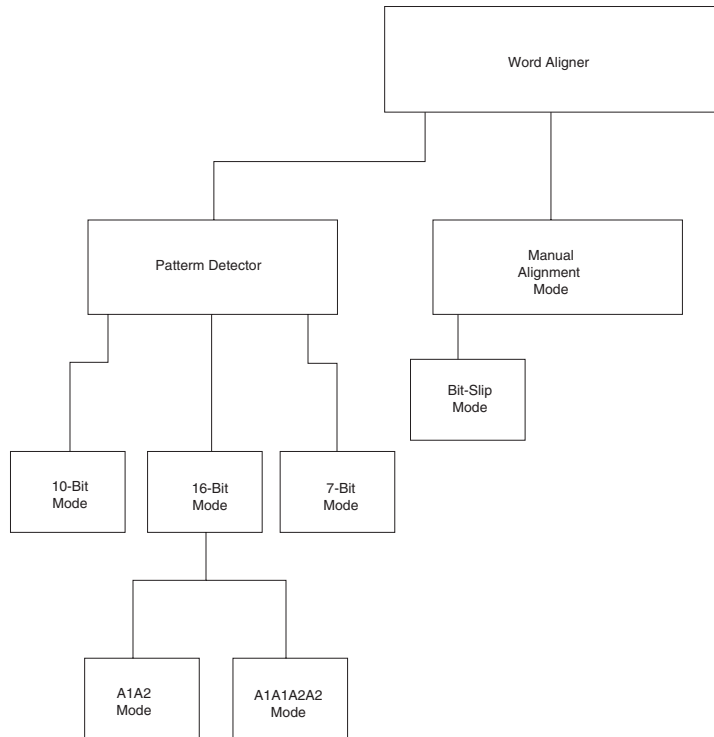 Word Aligner
Patterm Detector
Manual
Alignment
Mode
Bit-Slip
Mode
10-Bit
Mode
16-Bit
Mode
7-Bit
Mode
A1A2
Mode
A1A1A2A2
Mode